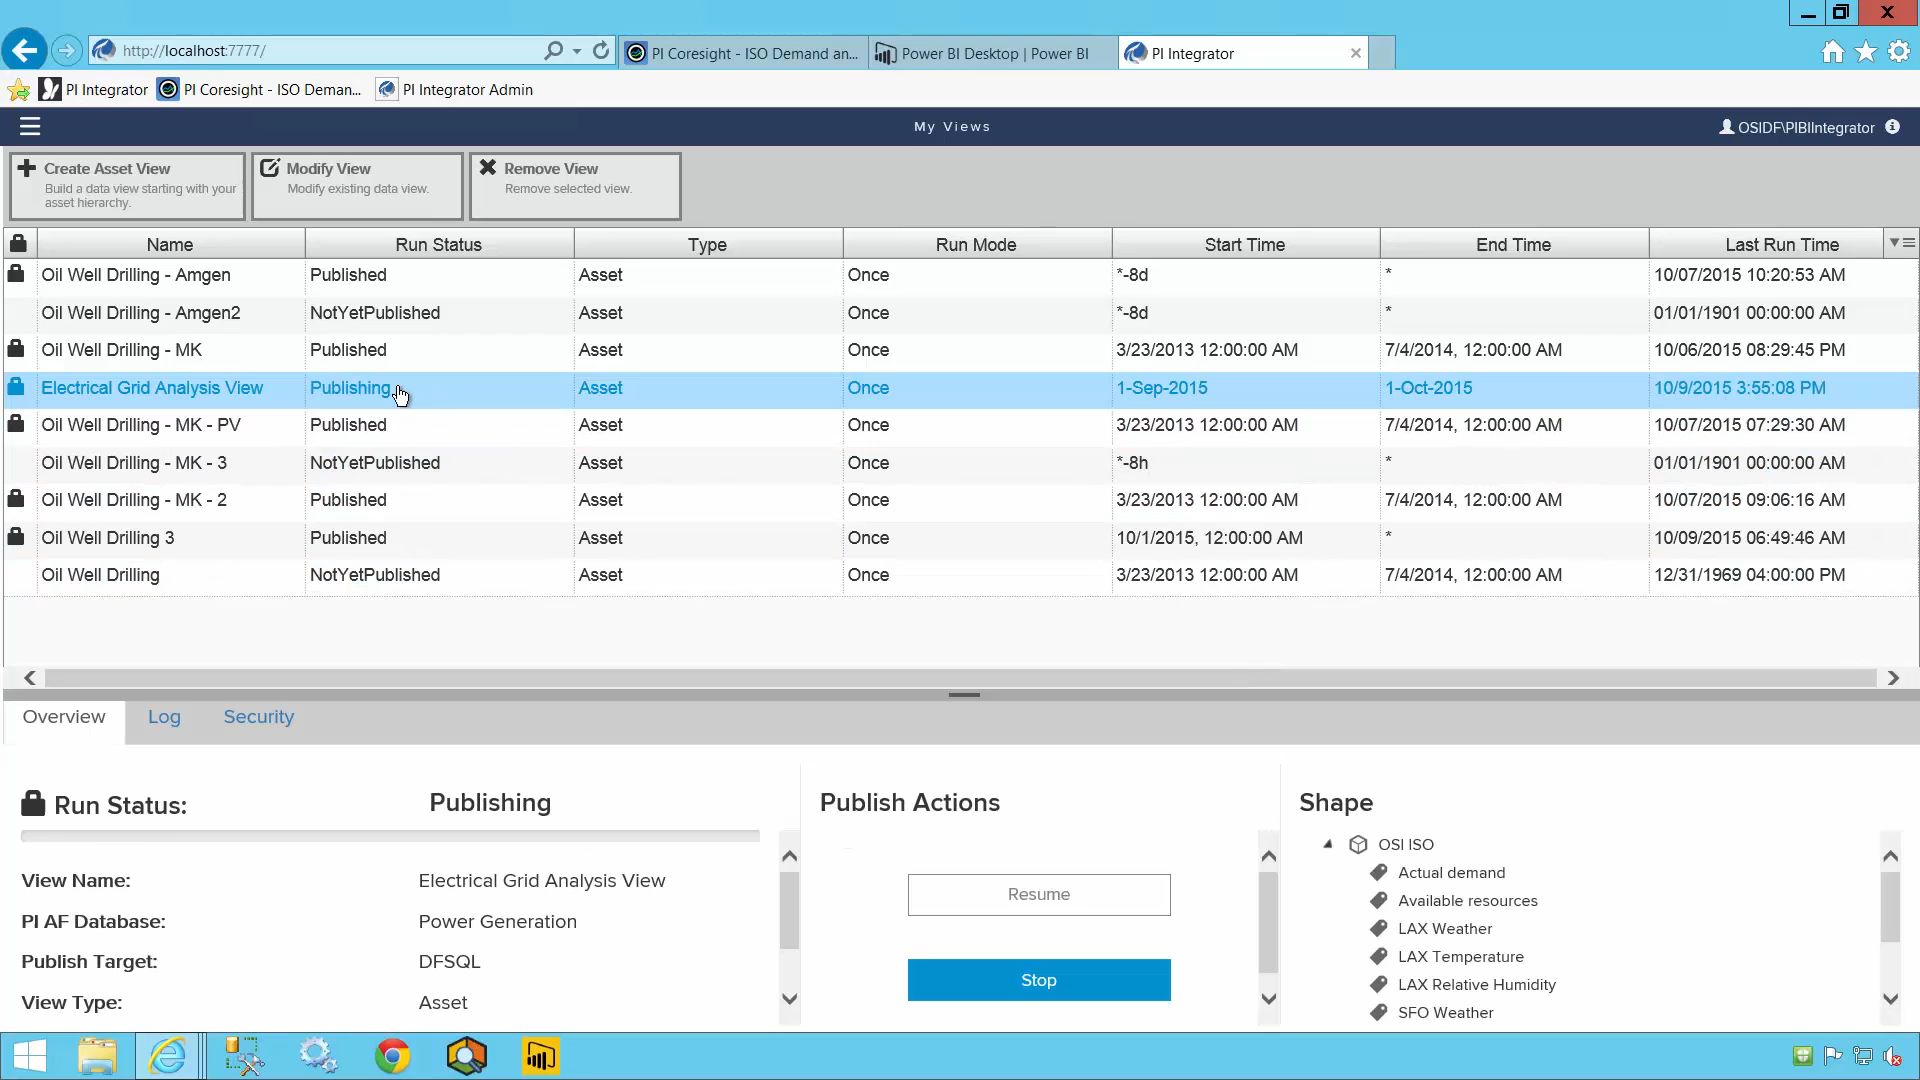 http://localhost:7777/
PI Coresight - ISO Demand an...
Power BI Desktop | Power BI
PI Integrator
PI Integrator
PI Coresight - ISO Deman...
PI Integrator Admin
My Views
OSIDF\PIBIIntegrator
Create Asset View
Build a data view starting with your
asset hierarchy.
Modify View
Modify existing data view.
Remove View
Remove selected view.
Name Run Status Type Run Mode Start Time End Time Last Run Time
Oil Well Drilling - Amgen Published Asset Once *-8d * 10/07/2015 10:20:53 AM
Oil Well Drilling - Amgen2 NotYetPublished Asset Once *-8d * 01/01/1901 00:00:00 AM
Oil Well Drilling - MK Published Asset Once 3/23/2013 12:00:00 AM 7/4/2014, 12:00:00 AM 10/06/2015 08:29:45 PM
Electrical Grid Analysis View Publishing Asset Once 1-Sep-2015 1-Oct-2015 10/9/2015 3:55:08 PM
Oil Well Drilling - MK - PV Published Asset Once 3/23/2013 12:00:00 AM 7/4/2014, 12:00:00 AM 10/07/2015 07:29:30 AM
Oil Well Drilling - MK - 3 NotYetPublished Asset Once *-8h * 01/01/1901 00:00:00 AM
Oil Well Drilling - MK - 2 Published Asset Once 3/23/2013 12:00:00 AM 7/4/2014, 12:00:00 AM 10/07/2015 09:06:16 AM
Oil Well Drilling 3 Published Asset Once 10/1/2015, 12:00:00 AM * 10/09/2015 06:49:46 AM
Oil Well Drilling NotYetPublished Asset Once 3/23/2013 12:00:00 AM 7/4/2014, 12:00:00 AM 12/31/1969 04:00:00 PM
Overview Log Security
Run Status: Publishing
View Name: Electrical Grid Analysis View
PI AF Database: Power Generation
Publish Target: DFSQL
View Type: Asset
Publish Actions
Resume
Stop
Shape
OSI ISO
Actual demand
Available resources
LAX Weather
LAX Temperature
LAX Relative Humidity
SFO Weather